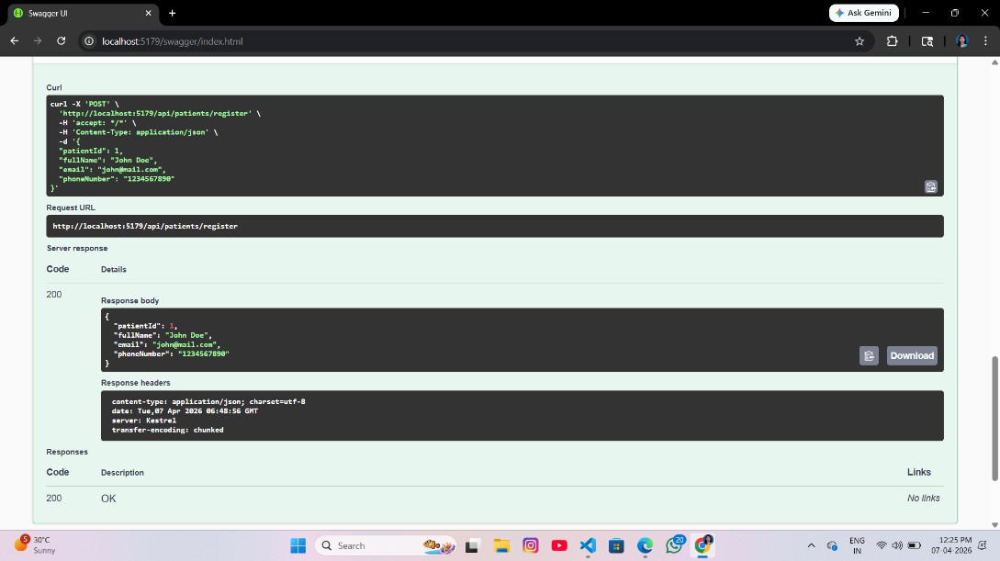 Swagger UI
Ask Gemini
localhost:5179/swagger/index.html
Curl
curl -X 'POST' \
  'http://localhost:5179/api/patients/register' \
  -H 'accept: */*' \
  -H 'Content-Type: application/json' \
  -d '{
  "patientId": 1,
  "fullName": "John Doe",
  "email": "john@mail.com",
  "phoneNumber": "1234567890"
}'
Request URL
http://localhost:5179/api/patients/register
Server response
Code Details
200
Response body
{
  "patientId": 1,
  "fullName": "John Doe",
  "email": "john@mail.com",
  "phoneNumber": "1234567890"
}
Download
Response headers
content-type: application/json; charset=utf-8
date: Tue,07 Apr 2026 06:48:56 GMT
server: Kestrel
transfer-encoding: chunked
Responses
Code Description Links
200 OK No links
5
30°C
Sunny
Search
20
ENG
IN
12:25 PM
07-04-2026